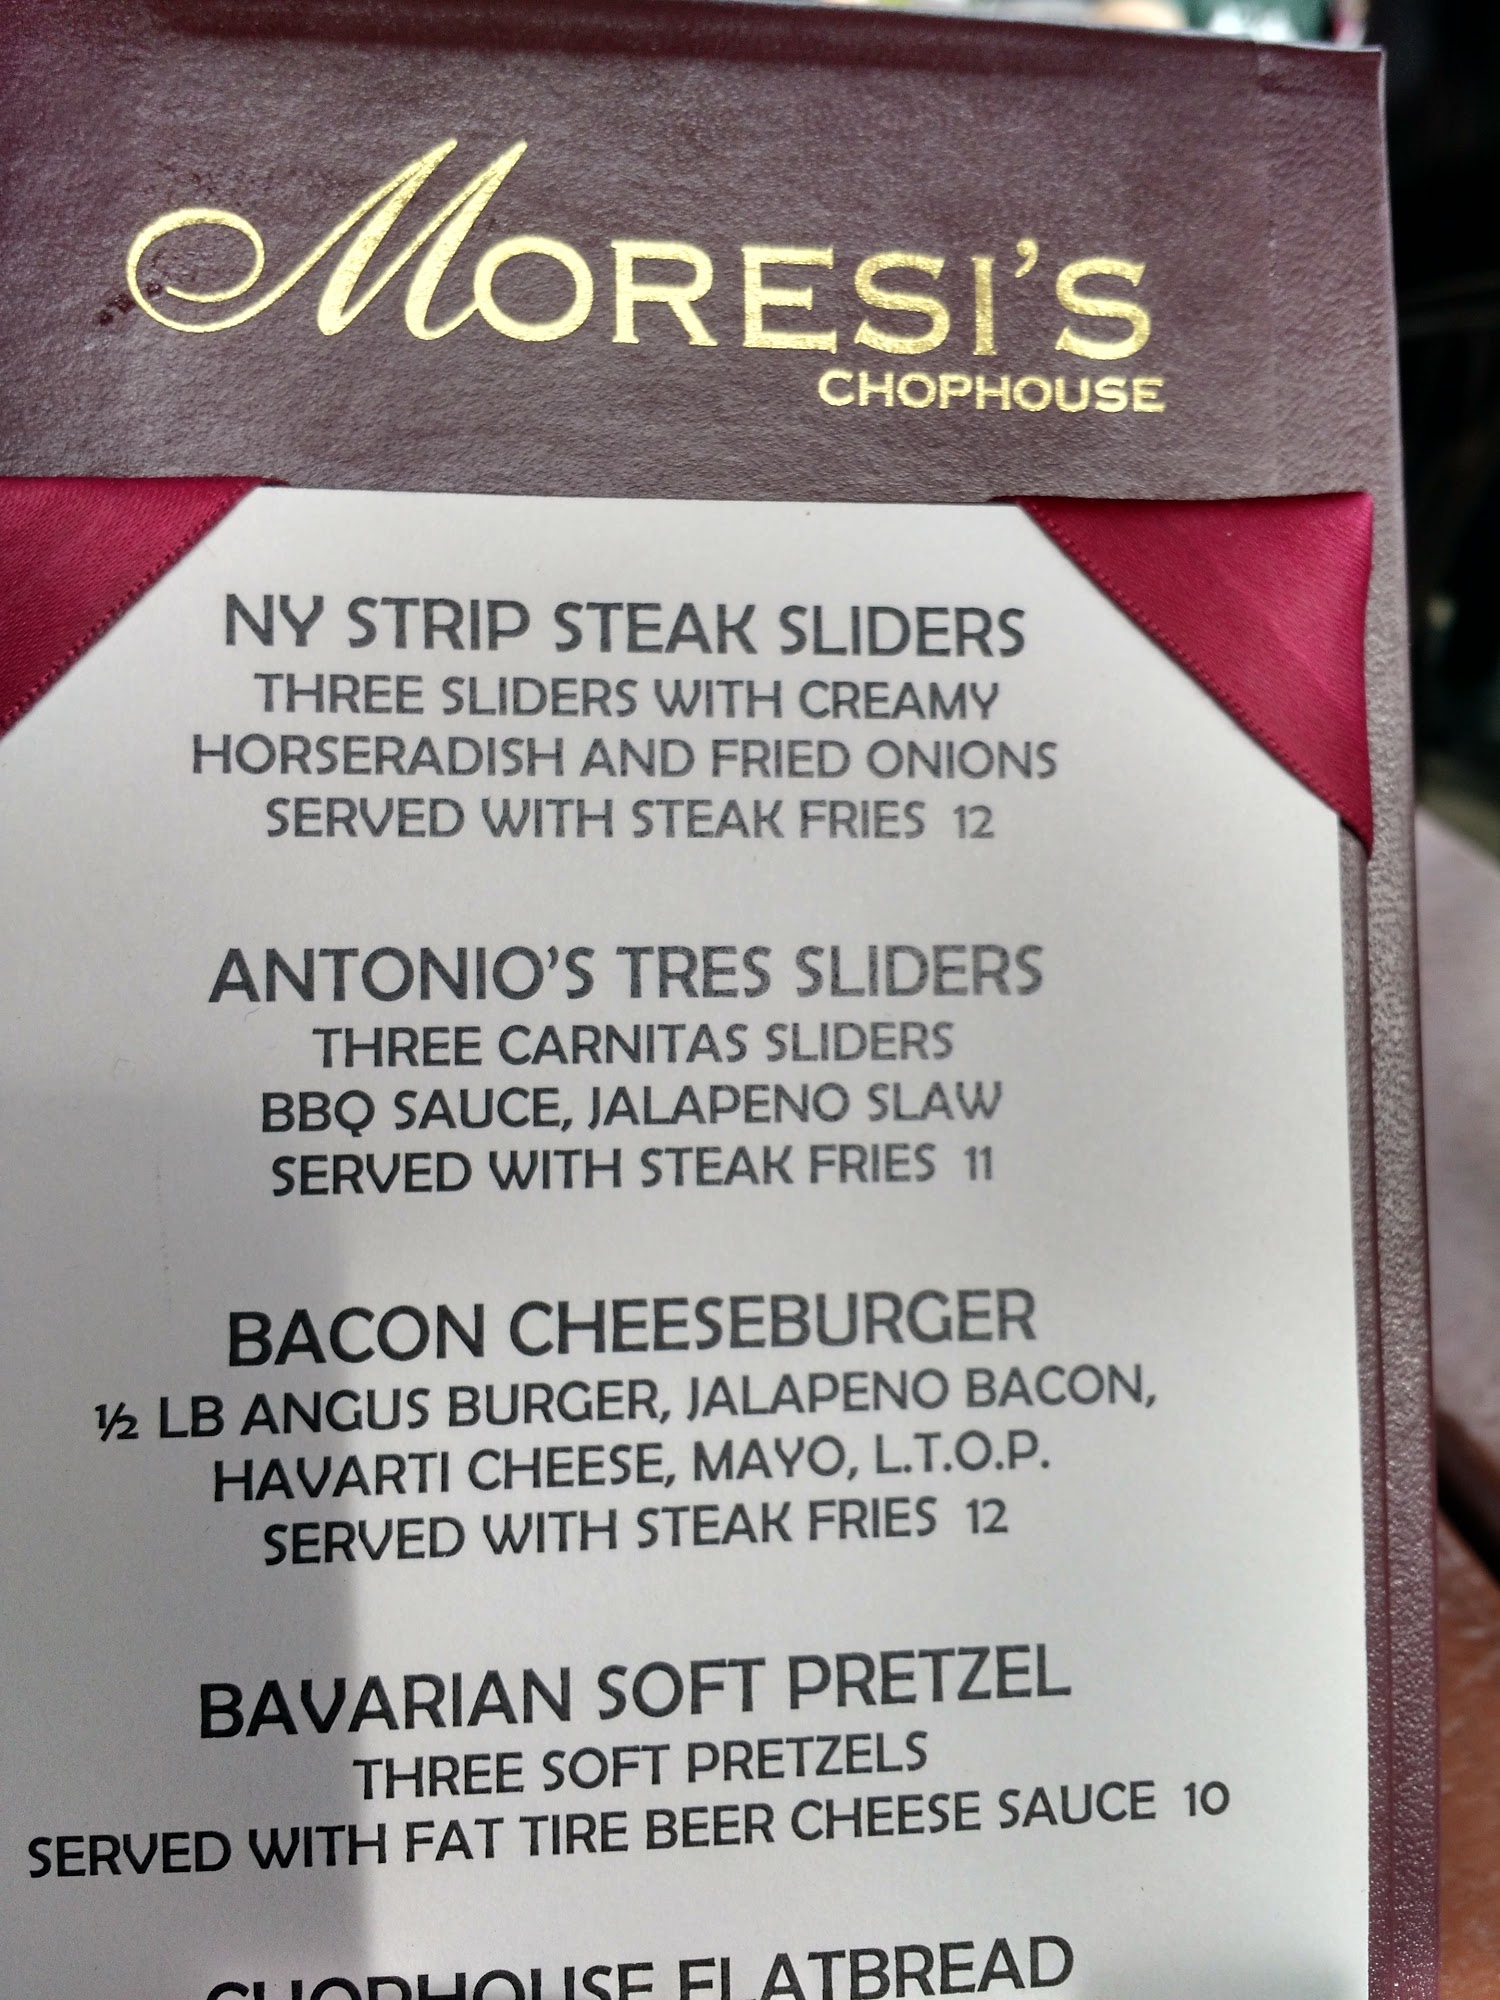 MORESI'S
CHOPHOUSE
NY STRIP STEAK SLIDERS
THREE SLIDERS WITH CREAMY
HORSERADISH AND FRIED ONIONS
SERVED WITH STEAK FRIES 12
ANTONIO'S TRES SLIDERS
THREE CARNITAS SLIDERS
BBQ SAUCE, JALAPENO SLAW
SERVED WITH STEAK FRIES 11
BACON CHEESEBURGER
½ LB ANGUS BURGER, JALAPENO BACON,
HAVARTI CHEESE, MAYO, L.T.O.P.
SERVED WITH STEAK FRIES 12
BAVARIAN SOFT PRETZEL
THREE SOFT PRETZELS
SERVED WITH FAT TIRE BEER CHEESE SAUCE 10
CHOPHOUSE FLATBREAD